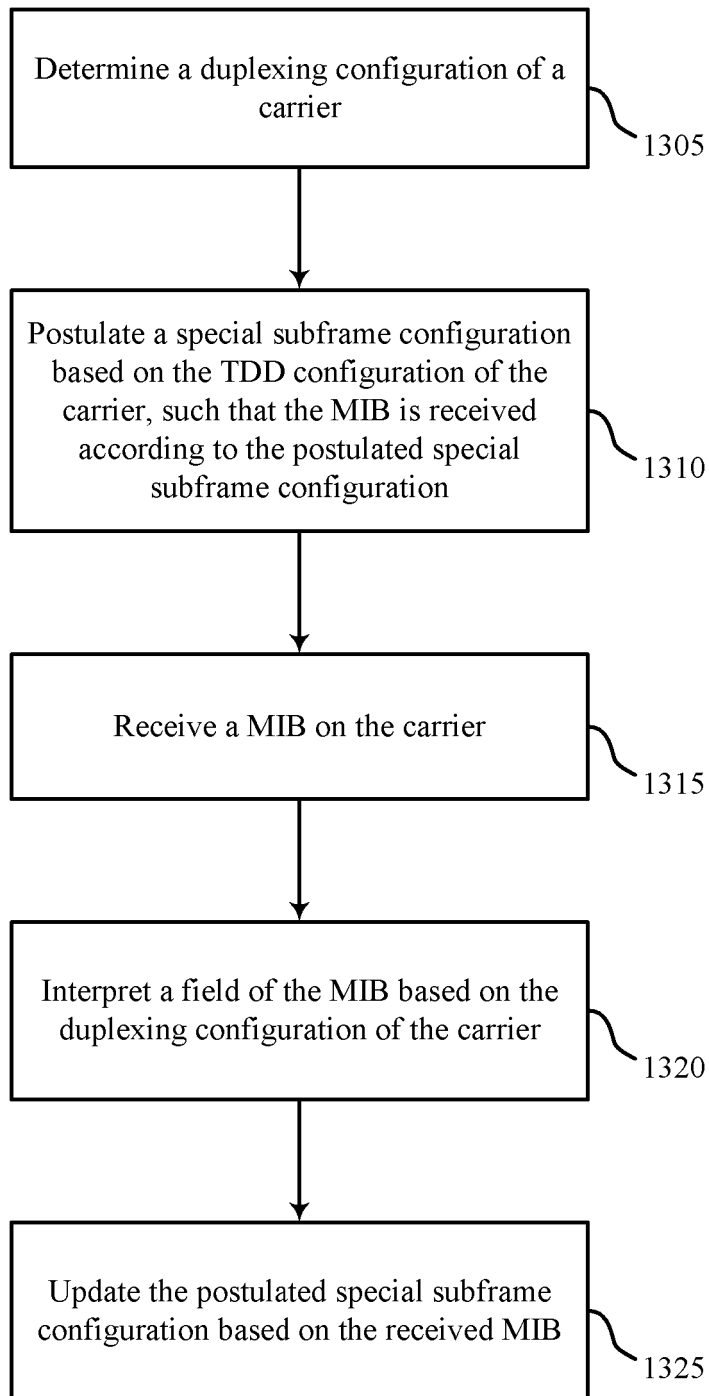 Determine a duplexing configuration of a
carrier
1305
Postulate a special subframe configuration
based on the TDD configuration of the
carrier, such that the MIB is received
according to the postulated special
subframe configuration
1310
Receive a MIB on the carrier
1315
Interpret a field of the MIB based on the
duplexing configuration of the carrier
1320
Update the postulated special subframe
configuration based on the received MIB
1325